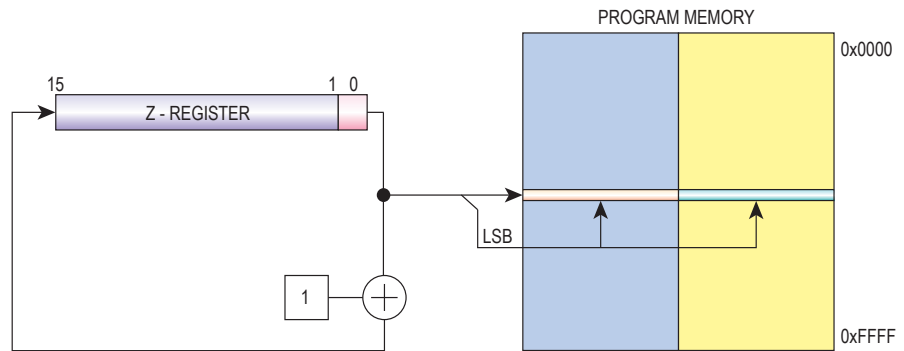 PROGRAM MEMORY
0x0000
15 1 0
Z - REGISTER
LSB
1
0xFFFF